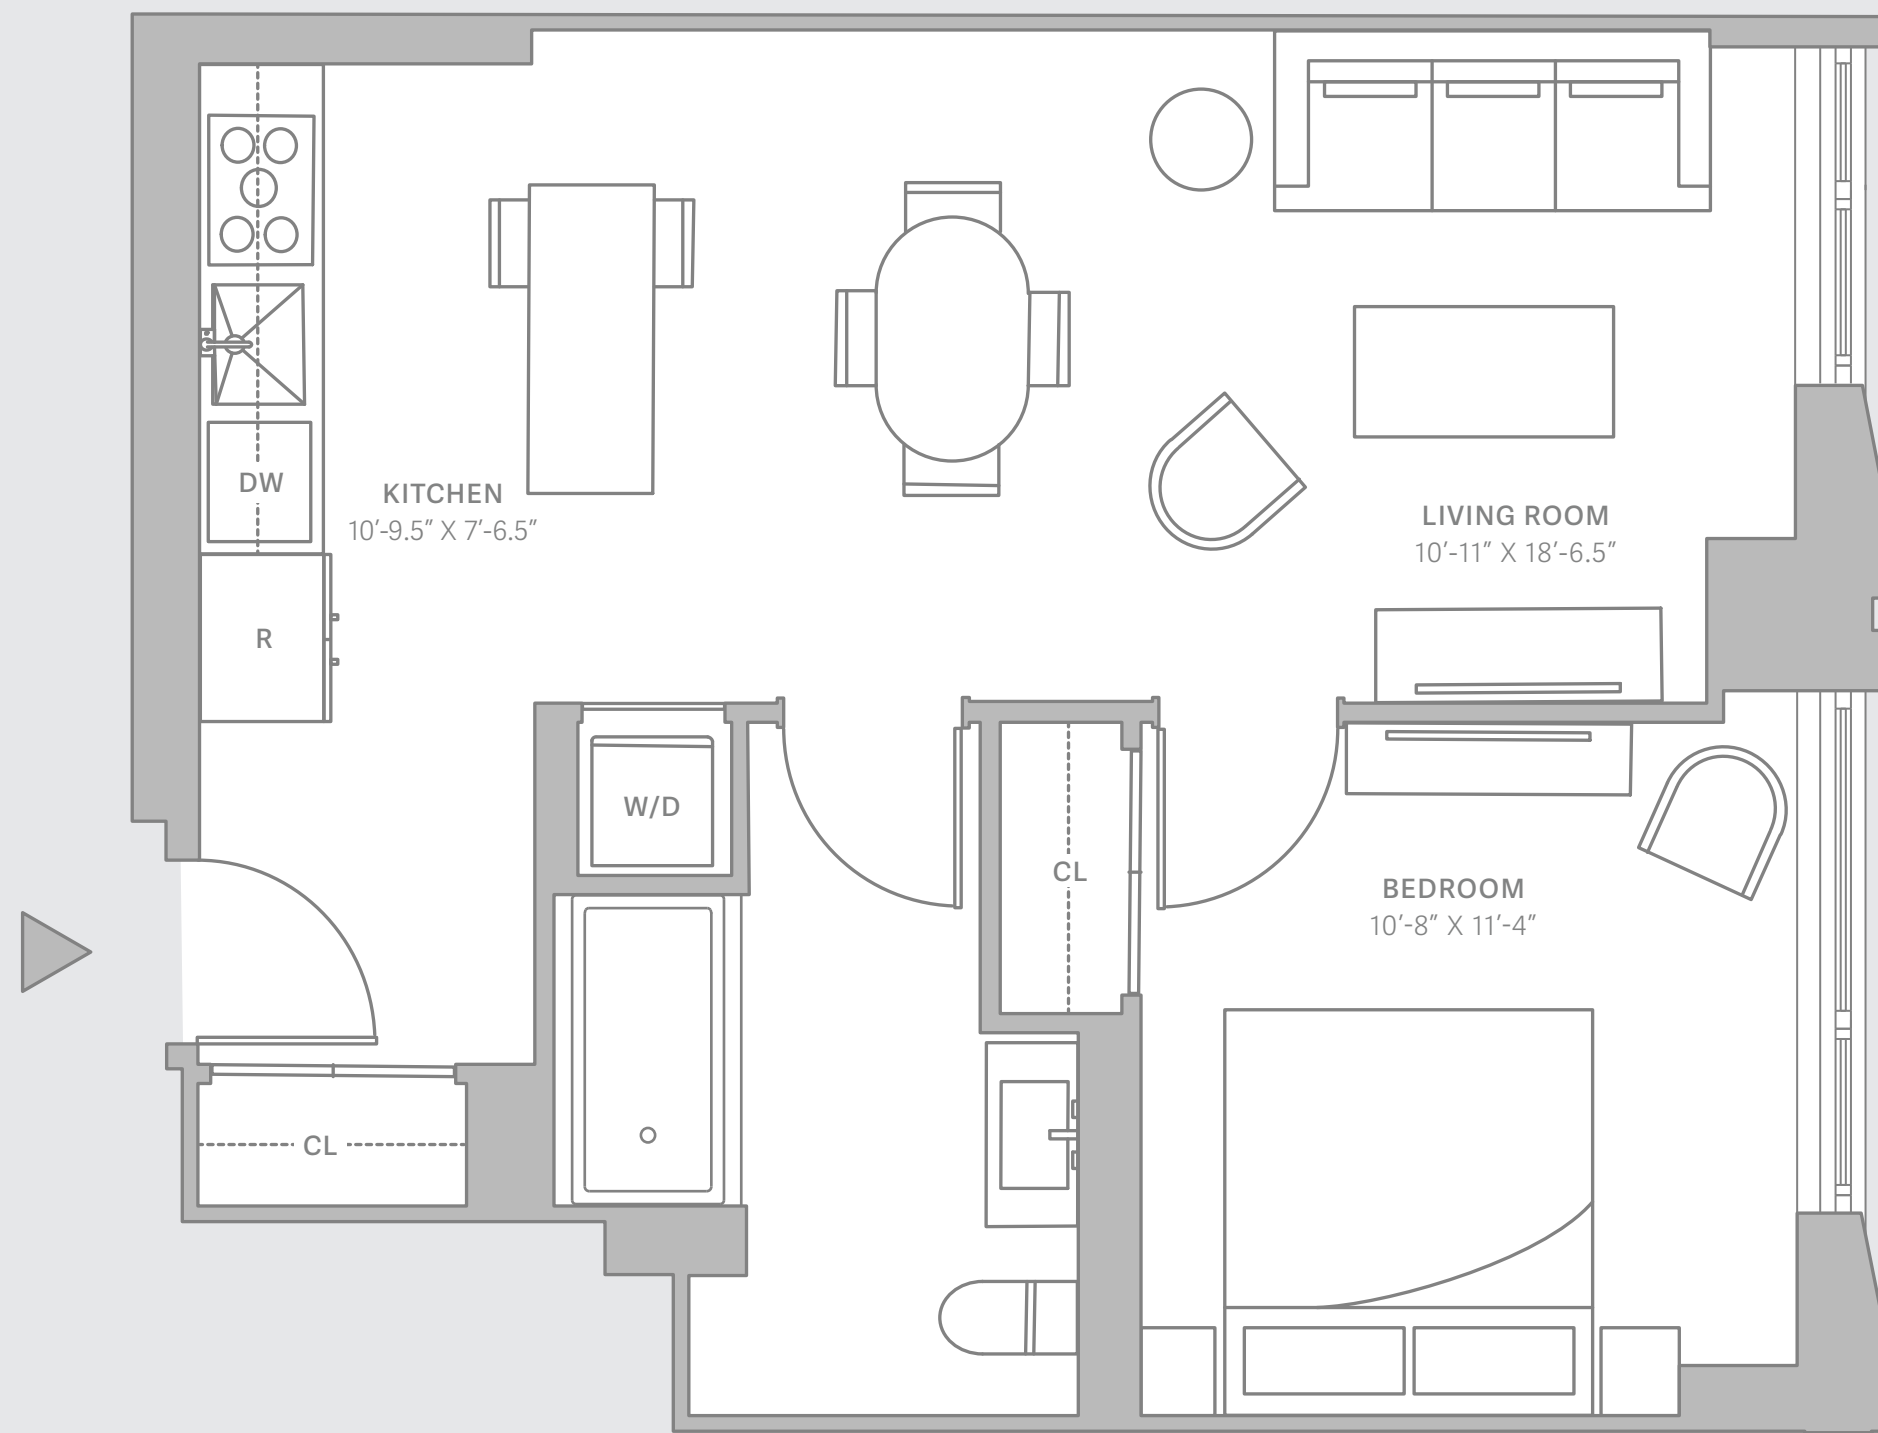 DW
KITCHEN
10′-9.5″ X 7′-6.5″
LIVING ROOM
10′-11″ X 18′-6.5″
R
W/D
CL
BEDROOM
10′-8″ X 11′-4″
CL